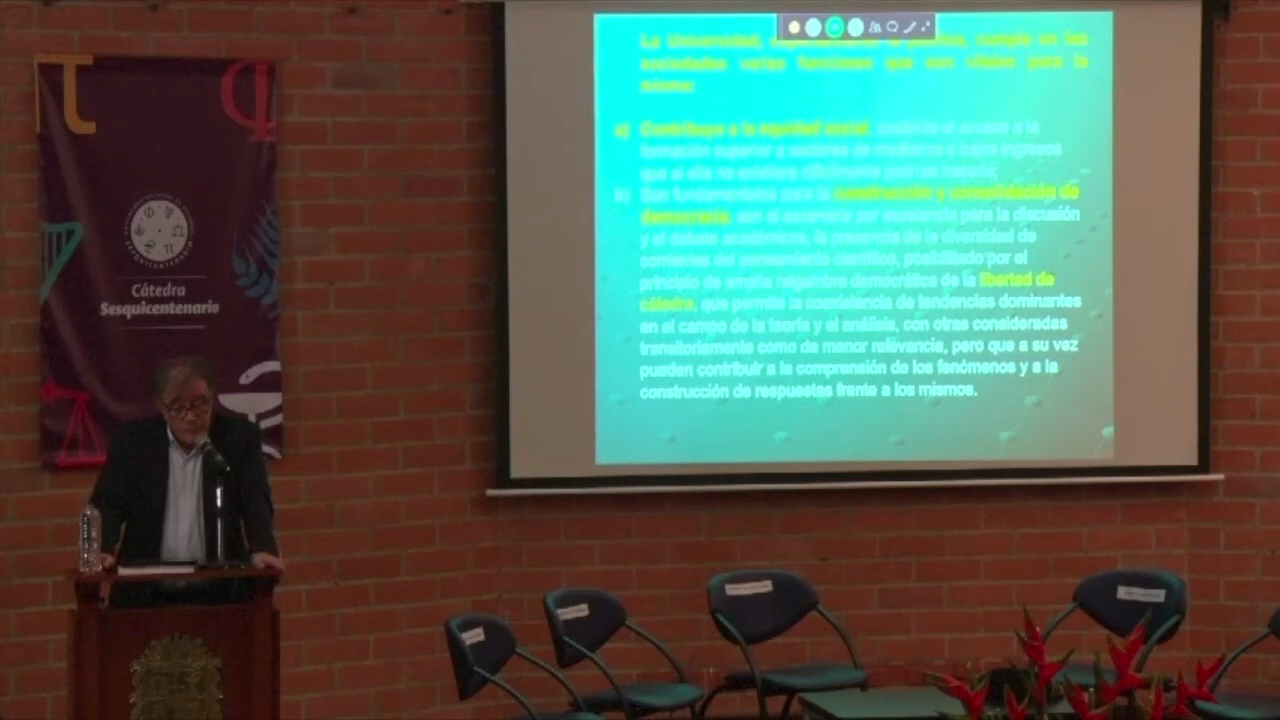 π
Cátedra
Sesquicentenario
La Universidad, cumple en las
sociedades varias funciones que son vitales para la
misma:
a) Contribuye a la equidad social, el acceso a la
formación superior a sectores de medianos o bajos ingresos
que si ella no existiera difícilmente podrían hacerlo;
b) Son fundamentales para la construcción y consolidación de
democracia, son el escenario por excelencia para la discusión
y el debate académicos, la presencia de la diversidad de
corrientes del pensamiento científico, posibilitado por el
principio de amplia raigambre democrática de la libertad de
cátedra, que permite la coexistencia de tendencias dominantes
en el campo de la teoría y el análisis, con otras consideradas
transitoriamente como de menor relevancia, pero que a su vez
pueden contribuir a la comprensión de los fenómenos y a la
construcción de respuestas frente a los mismos.